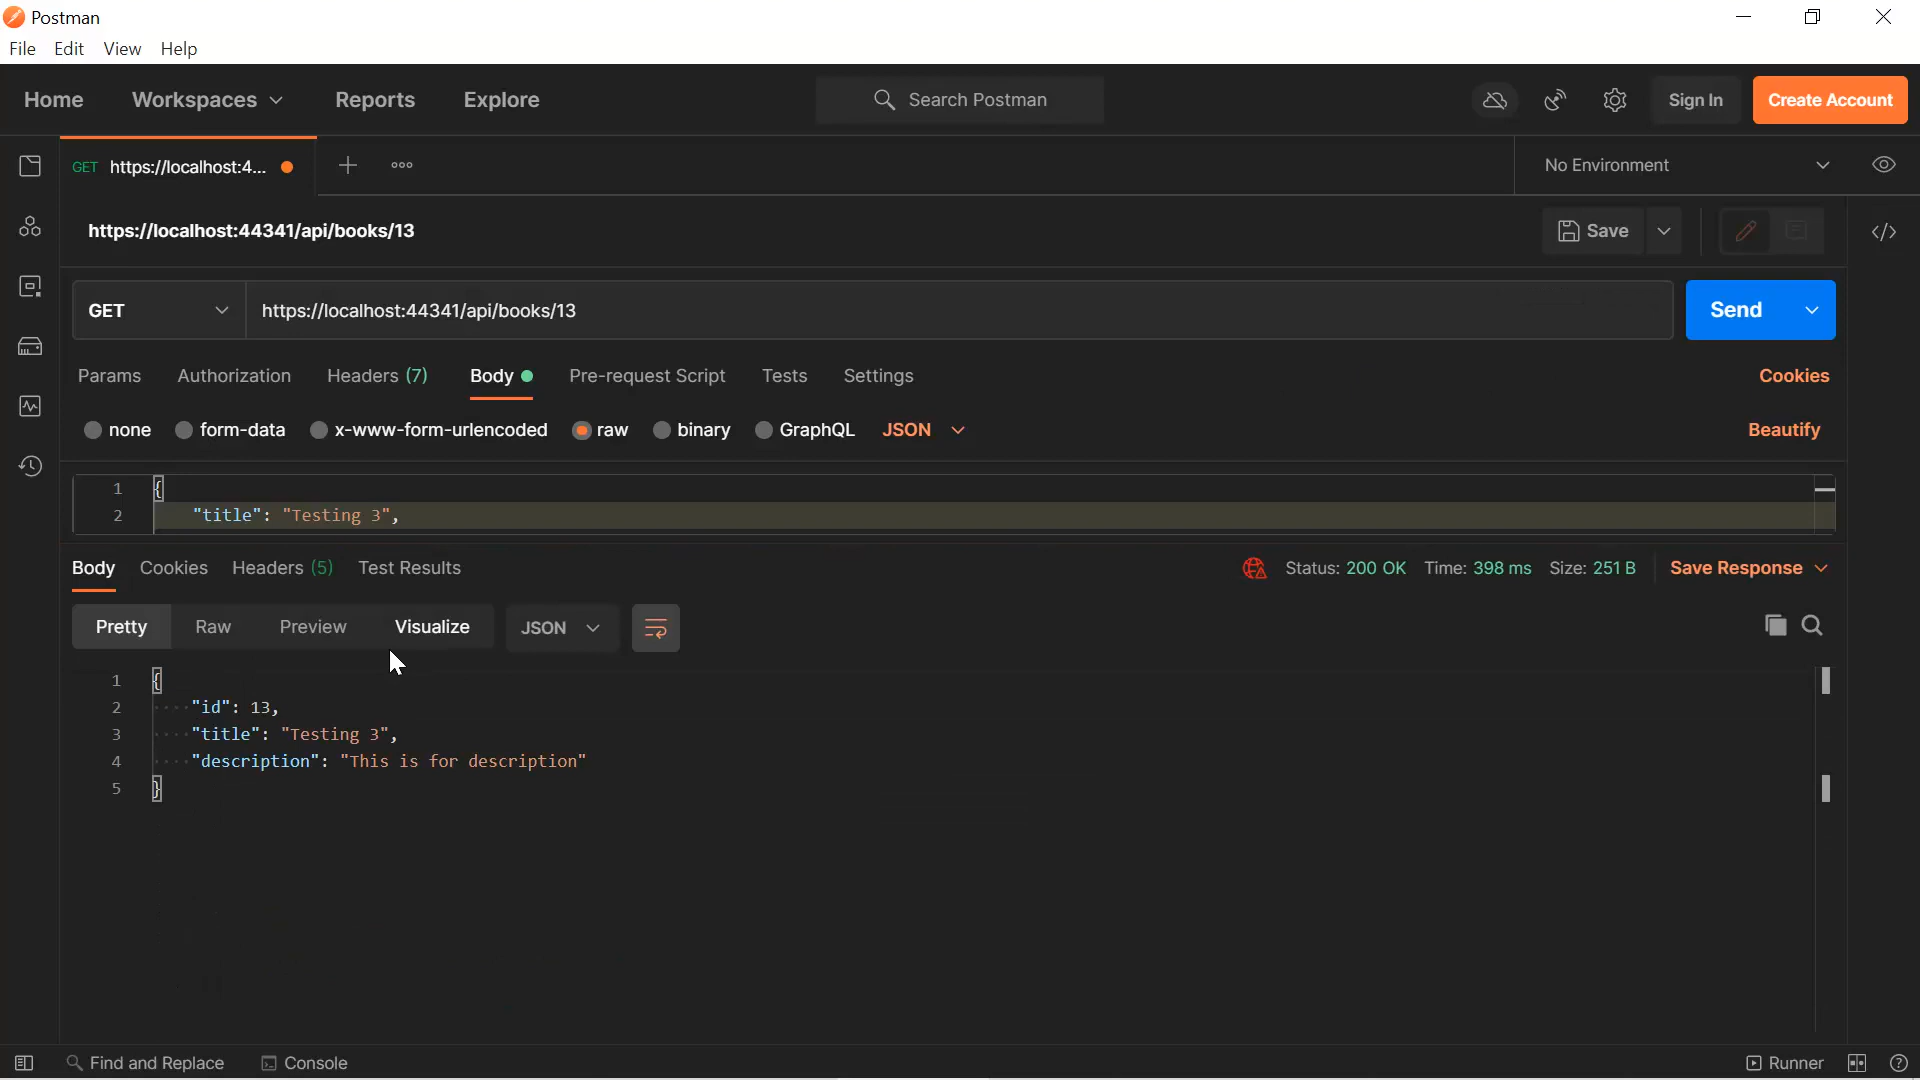 Postman
File Edit View Help
Home Workspaces Reports Explore Search Postman Sign In Create Account
GET https://localhost:4... No Environment
https://localhost:44341/api/books/13 Save
GET https://localhost:44341/api/books/13 Send
Params Authorization Headers (7) Body Pre-request Script Tests Settings Cookies
none form-data x-www-form-urlencoded raw binary GraphQL JSON Beautify
1 {
2 "title": "Testing 3",
Body Cookies Headers (5) Test Results Status: 200 OK Time: 398 ms Size: 251 B Save Response
Pretty Raw Preview Visualize JSON
1 {
2 "id": 13,
3 "title": "Testing 3",
4 "description": "This is for description"
5 }
Find and Replace Console Runner